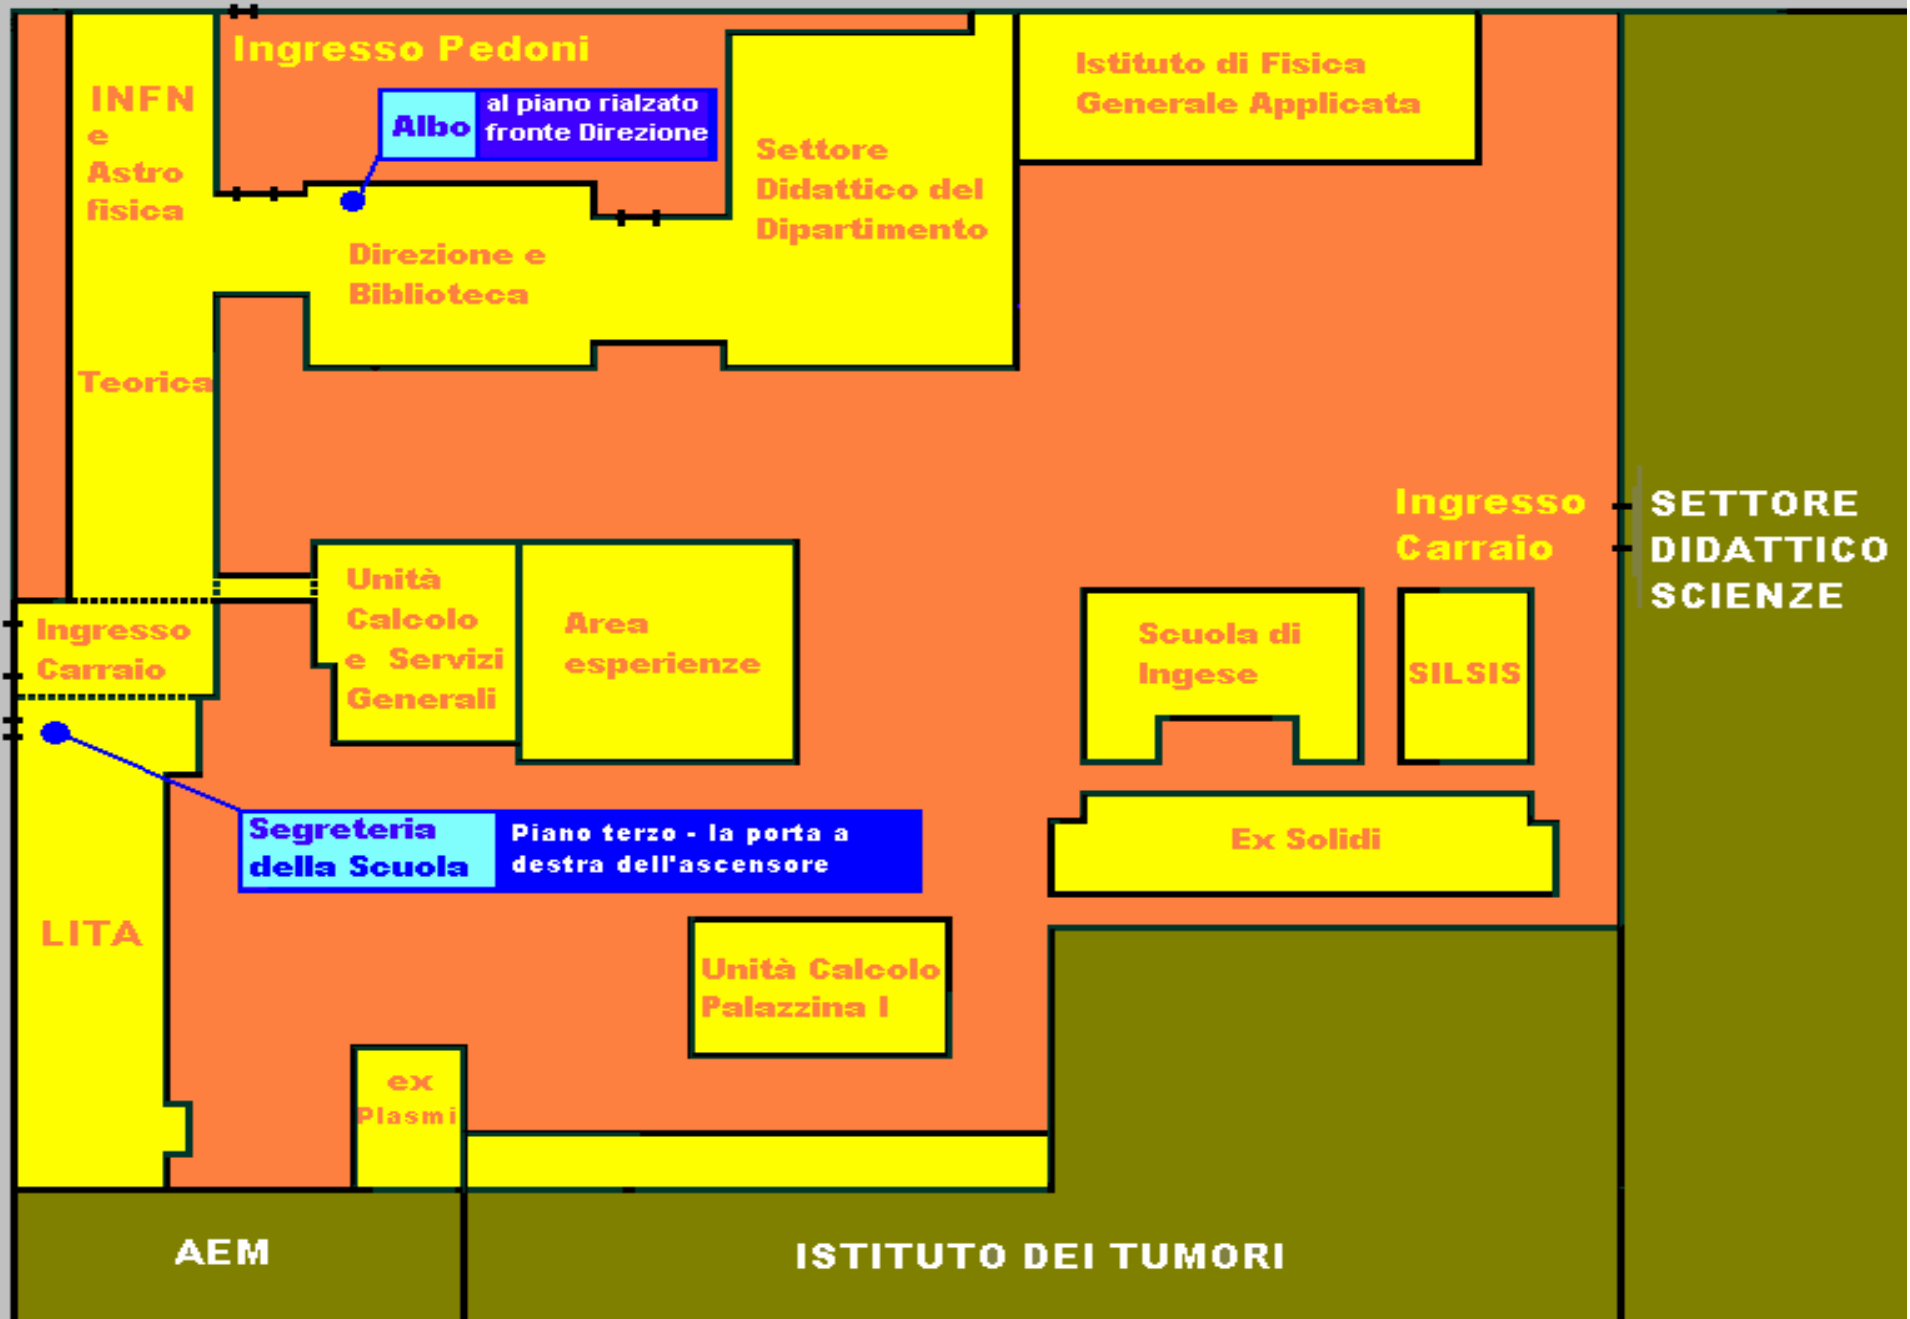 Ingresso Pedoni
INFN
e
Astro
fisica
Albo
al piano rialzato
fronte Direzione
Settore
Didattico del
Dipartimento
Istituto di Fisica
Generale Applicata
Direzione e
Biblioteca
Teorica
Ingresso
Carraio
SETTORE
DIDATTICO
SCIENZE
Unità
Calcolo
e Servizi
Generali
Area
esperienze
Scuola di
Ingese
SILSIS
Ingresso
Carraio
Segreteria
della Scuola
Piano terzo - la porta a
destra dell'ascensore
Ex Solidi
LITA
Unità Calcolo
Palazzina I
ex
Plasmi
AEM
ISTITUTO DEI TUMORI